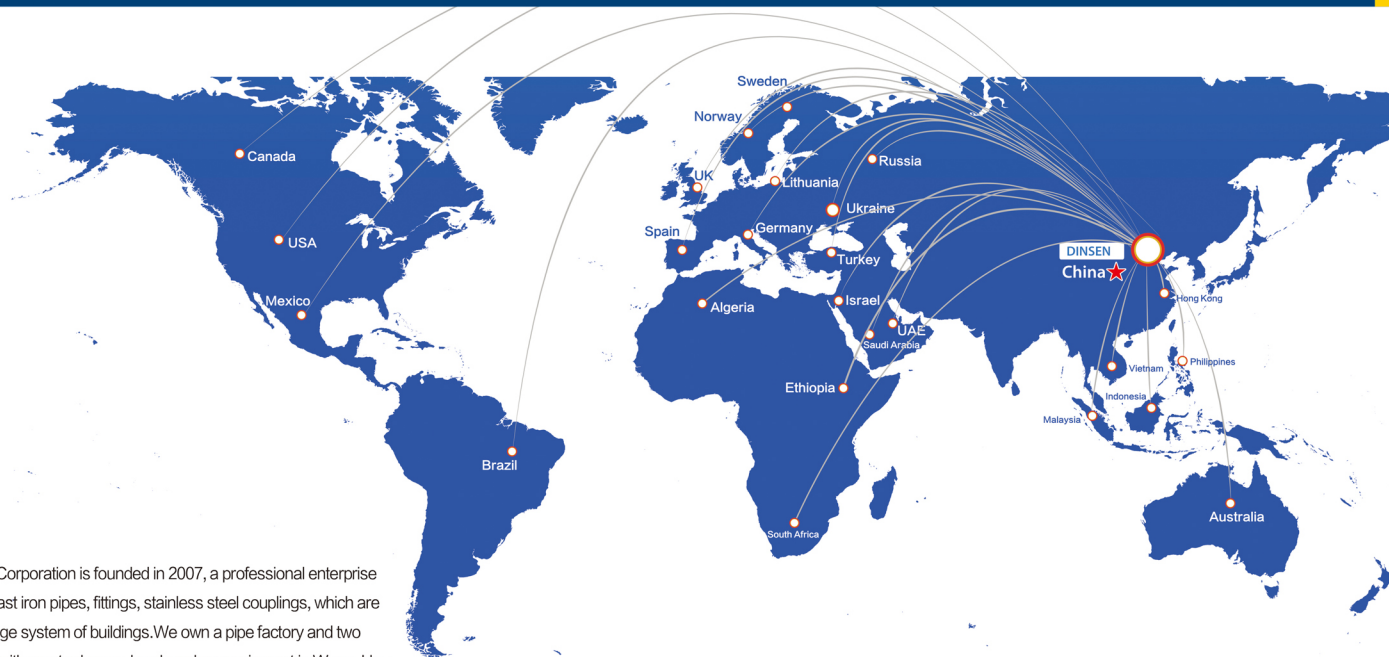 Sweden
Norway
Canada
Russia
UK
Lithuania
Ukraine
Germany
Spain
USA
DINSEN
Turkey
China
Mexico
Israel
Hong Kong
Algeria
UAE
Saudi Arabia
Philippines
Vietnam
Ethiopia
Indonesia
Malaysia
Brazil
Australia
South Africa
Corporation is founded in 2007, a professional enterprise
ast iron pipes, fittings, stainless steel couplings, which are
ge system of buildings.We own a pipe factory and two